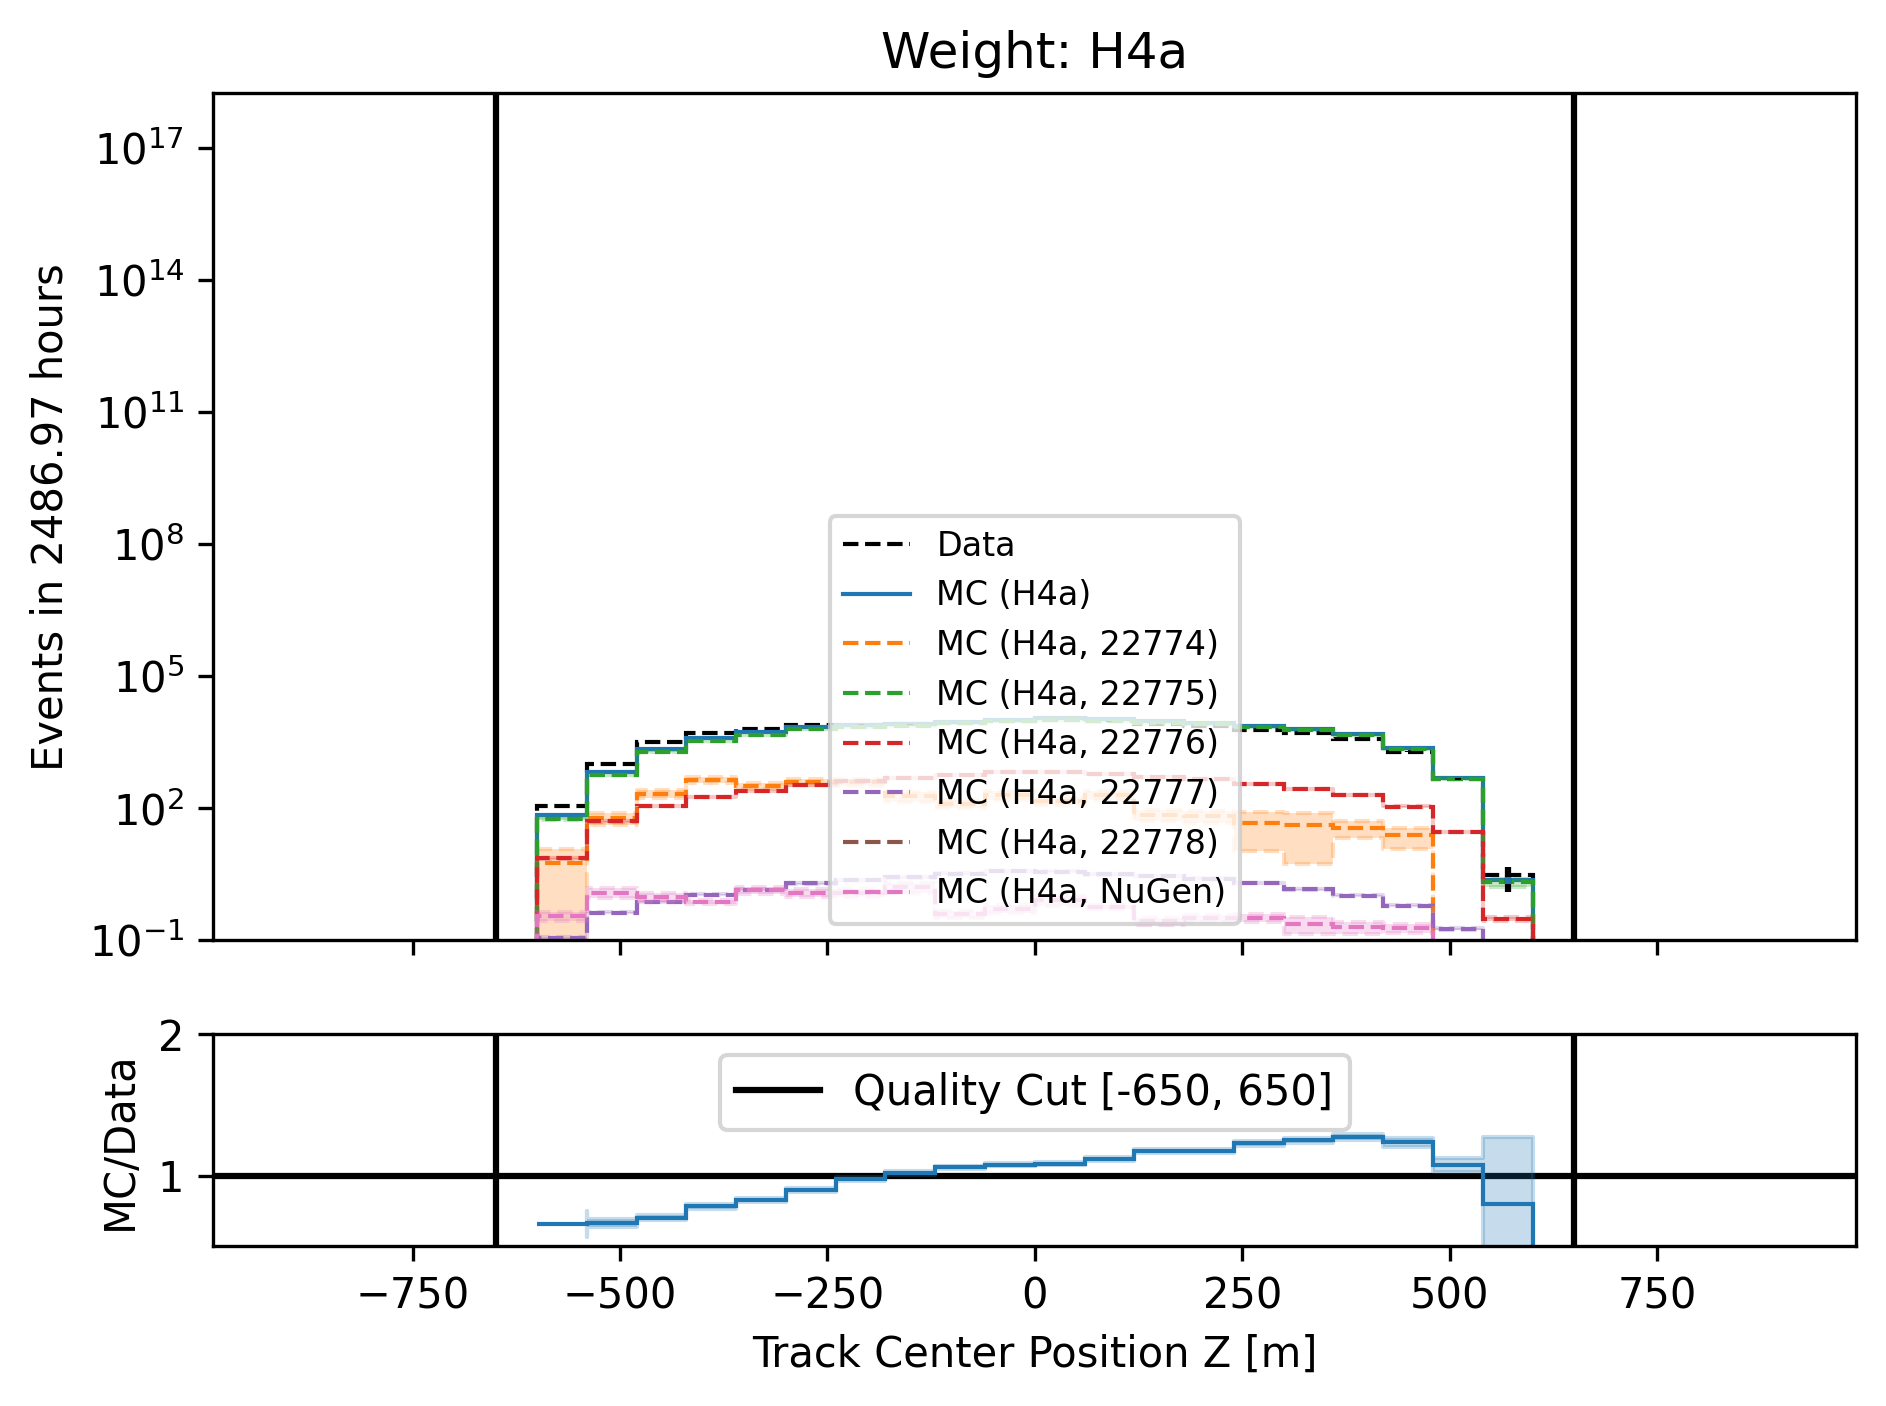 Weight: H4a
10^17
10^14
10^11
10^8
10^5
10^2
10^−1
Events in 2486.97 hours
Data
MC (H4a)
MC (H4a, 22774)
MC (H4a, 22775)
MC (H4a, 22776)
MC (H4a, 22777)
MC (H4a, 22778)
MC (H4a, NuGen)
2
1
MC/Data
Quality Cut [-650, 650]
−750 −500 −250 0 250 500 750
Track Center Position Z [m]